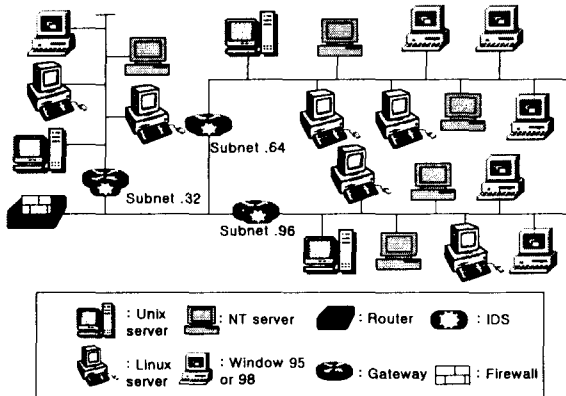 Subnet .64
Subnet .32
Subnet .96
: Unix server
: NT server
: Router
: IDS
: Linux server
: Window 95 or 98
: Gateway
: Firewall